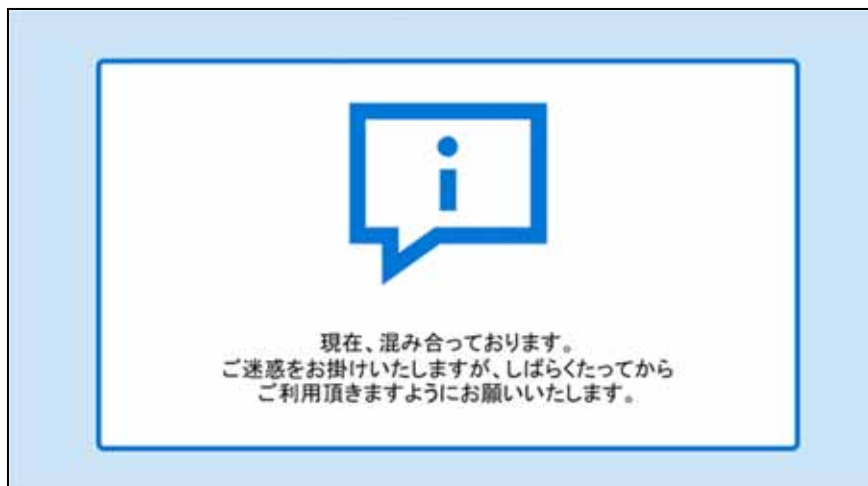 現在、混み合っております。
ご迷惑をお掛けいたしますが、しばらくたってから
ご利用頂きますようにお願いいたします。